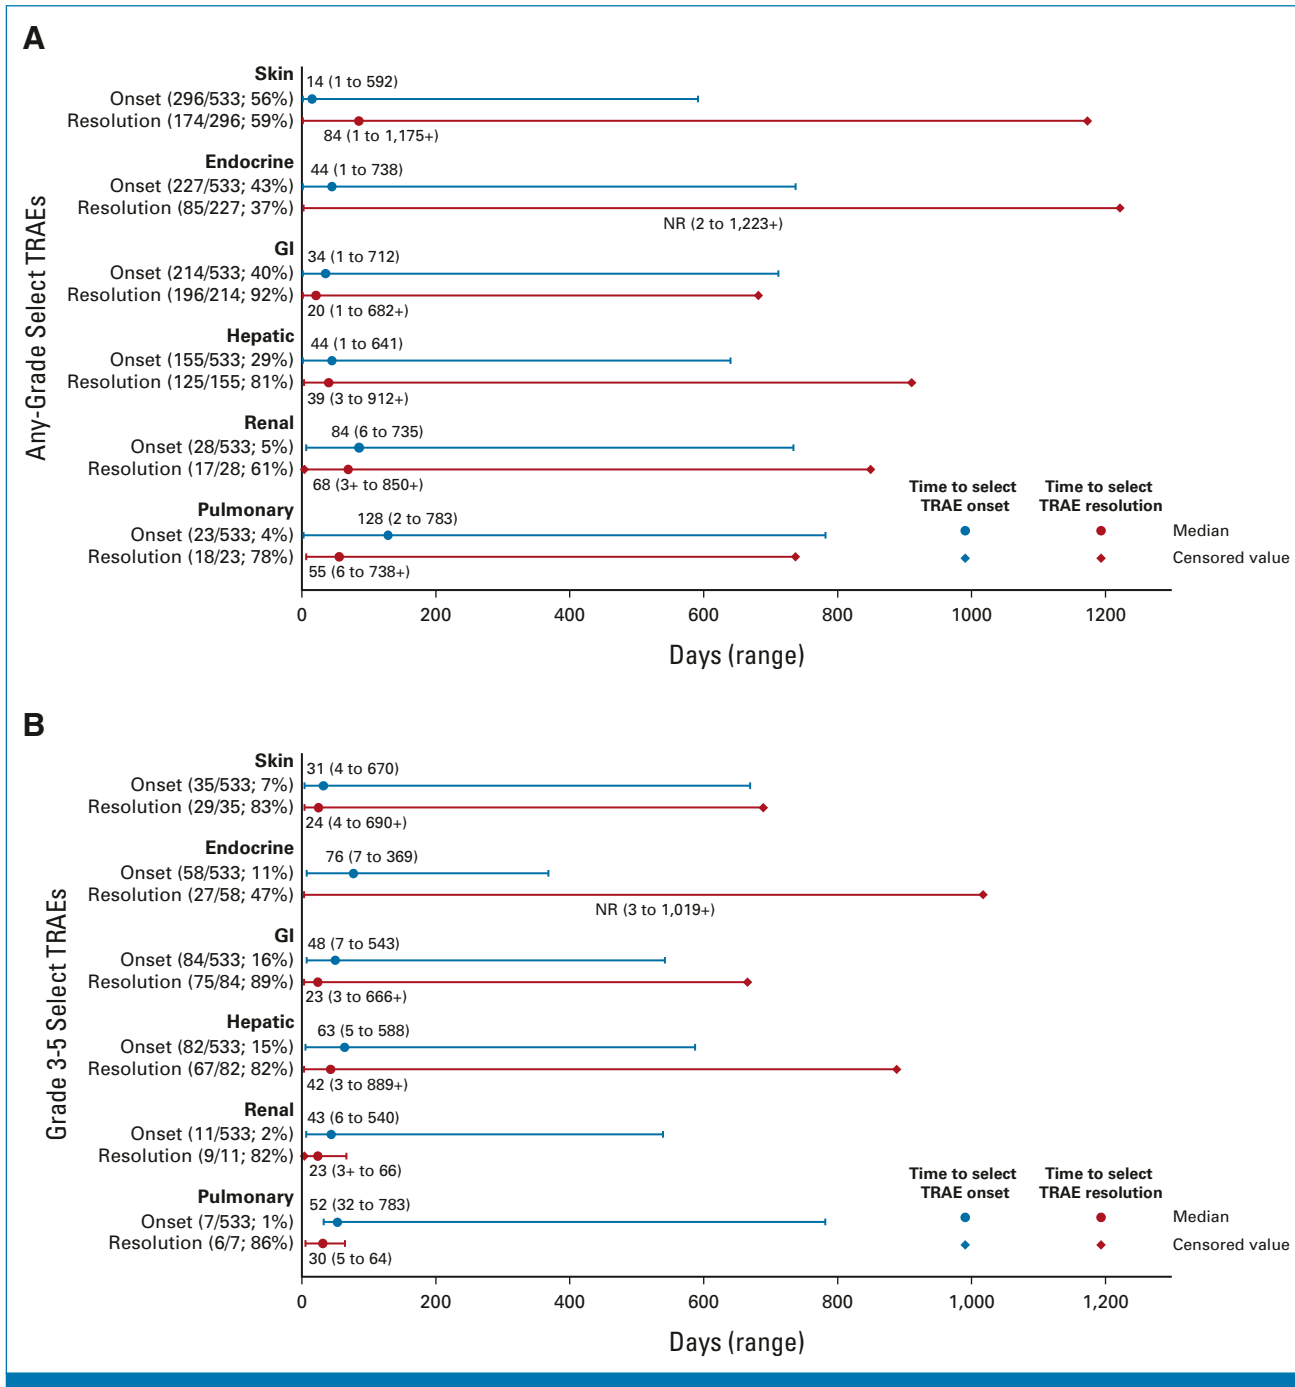 A
Any-Grade Select TRAEs
Skin
14 (1 to 592)
Onset (296/533; 56%)
Resolution (174/296; 59%)
84 (1 to 1,175+)
Endocrine
44 (1 to 738)
Onset (227/533; 43%)
Resolution (85/227; 37%)
NR (2 to 1,223+)
GI
34 (1 to 712)
Onset (214/533; 40%)
Resolution (196/214; 92%)
20 (1 to 682+)
Hepatic
44 (1 to 641)
Onset (155/533; 29%)
Resolution (125/155; 81%)
39 (3 to 912+)
Renal
84 (6 to 735)
Onset (28/533; 5%)
Resolution (17/28; 61%)
68 (3+ to 850+)
Pulmonary
128 (2 to 783)
Onset (23/533; 4%)
Resolution (18/23; 78%)
55 (6 to 738+)
Time to select TRAE onset
Time to select TRAE resolution
Median
Censored value
0 200 400 600 800 1000 1200
Days (range)
B
Grade 3-5 Select TRAEs
Skin
31 (4 to 670)
Onset (35/533; 7%)
Resolution (29/35; 83%)
24 (4 to 690+)
Endocrine
76 (7 to 369)
Onset (58/533; 11%)
Resolution (27/58; 47%)
NR (3 to 1,019+)
GI
48 (7 to 543)
Onset (84/533; 16%)
Resolution (75/84; 89%)
23 (3 to 666+)
Hepatic
63 (5 to 588)
Onset (82/533; 15%)
Resolution (67/82; 82%)
42 (3 to 889+)
Renal
43 (6 to 540)
Onset (11/533; 2%)
Resolution (9/11; 82%)
23 (3+ to 66)
Pulmonary
52 (32 to 783)
Onset (7/533; 1%)
Resolution (6/7; 86%)
30 (5 to 64)
Time to select TRAE onset
Time to select TRAE resolution
Median
Censored value
0 200 400 600 800 1,000 1,200
Days (range)